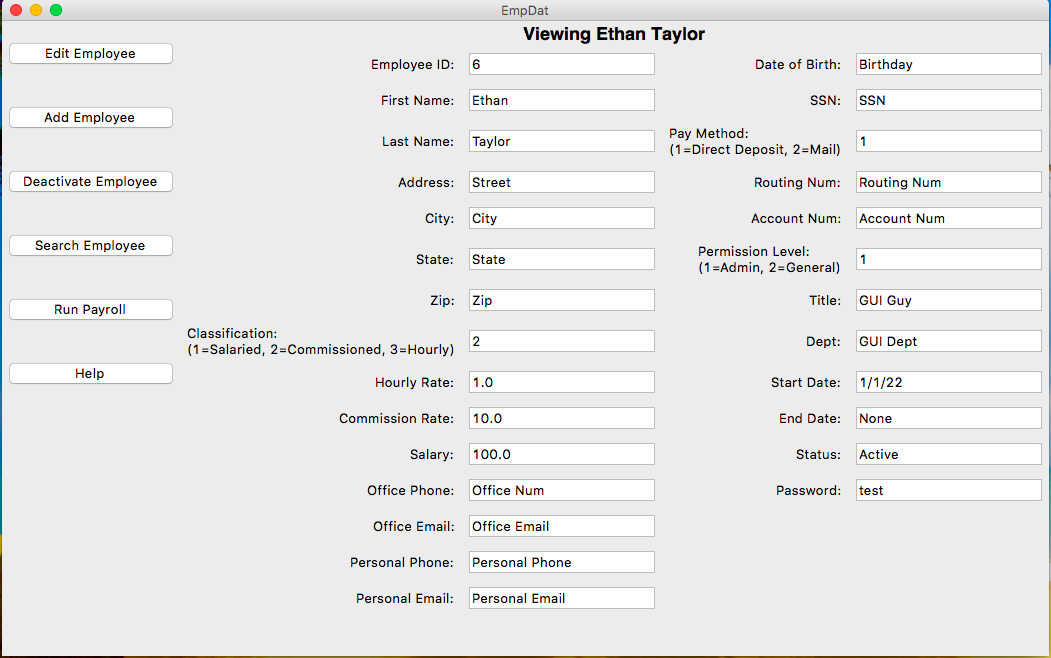 EmpDat
Viewing Ethan Taylor
Edit Employee
Add Employee
Deactivate Employee
Search Employee
Run Payroll
Help
Employee ID: 6
First Name: Ethan
Last Name: Taylor
Address: Street
City: City
State: State
Zip: Zip
Classification:
(1=Salaried, 2=Commissioned, 3=Hourly) 2
Hourly Rate: 1.0
Commission Rate: 10.0
Salary: 100.0
Office Phone: Office Num
Office Email: Office Email
Personal Phone: Personal Phone
Personal Email: Personal Email
Date of Birth: Birthday
SSN: SSN
Pay Method:
(1=Direct Deposit, 2=Mail) 1
Routing Num: Routing Num
Account Num: Account Num
Permission Level:
(1=Admin, 2=General) 1
Title: GUI Guy
Dept: GUI Dept
Start Date: 1/1/22
End Date: None
Status: Active
Password: test